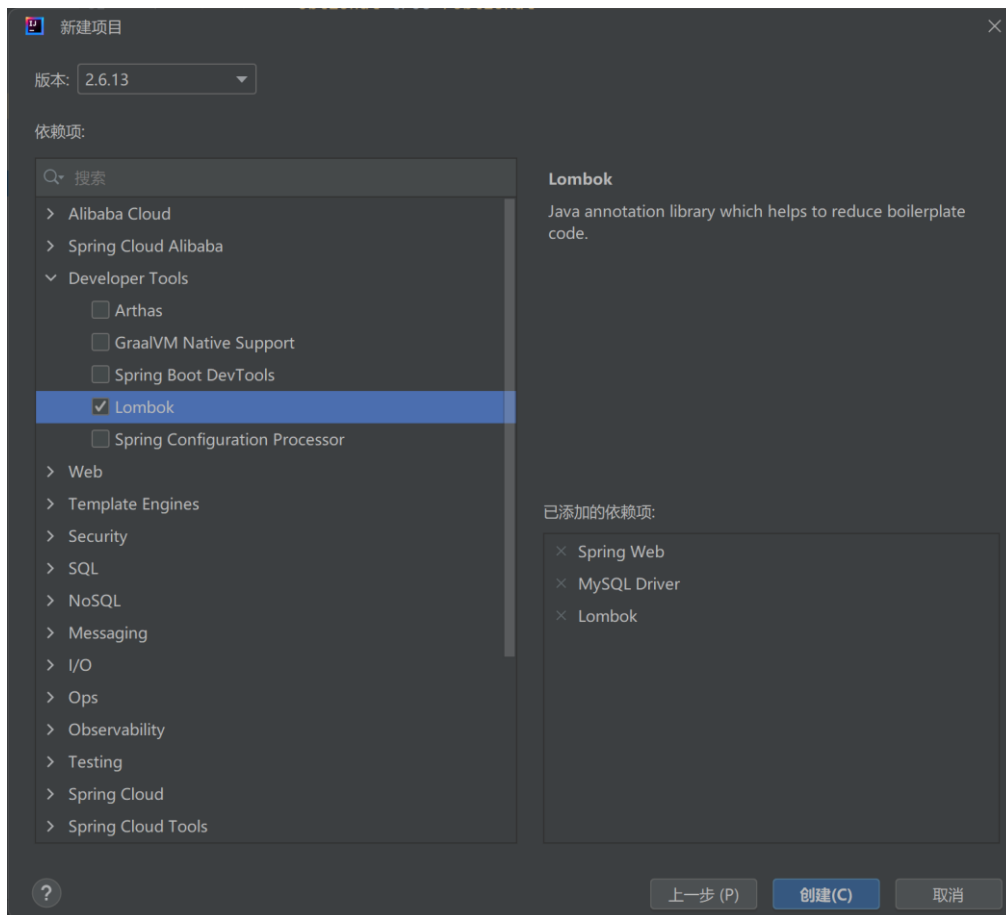 新建项目
版本: 2.6.13
依赖项:
搜索
Alibaba Cloud
Spring Cloud Alibaba
Developer Tools
Arthas
GraalVM Native Support
Spring Boot DevTools
Lombok
Spring Configuration Processor
Web
Template Engines
Security
SQL
NoSQL
Messaging
I/O
Ops
Observability
Testing
Spring Cloud
Spring Cloud Tools
Lombok
Java annotation library which helps to reduce boilerplate
code.
已添加的依赖项:
Spring Web
MySQL Driver
Lombok
?
上一步 (P)
创建(C)
取消